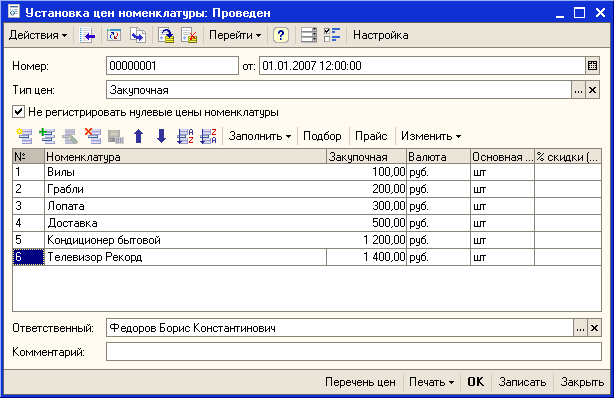 Установка цен номенклатуры: Проведен
Действия Перейти ? Настройка
Номер: 00000001 от: 01.01.2007 12:00:00
Тип цен: Закупочная ... x
Не регистрировать нулевые цены номенклатуры
Заполнить Подбор Прайс Изменить
№ Номенклатура Закупочная Валюта Основная ... % скидки (...
1 Вилы 100,00 руб. шт
2 Грабли 200,00 руб. шт
3 Лопата 300,00 руб. шт
4 Доставка 500,00 руб. шт
5 Кондиционер бытовой 1 200,00 руб. шт
6 Телевизор Рекорд 1 400,00 руб. шт
Ответственный: Федоров Борис Константинович ... x
Комментарий:
Перечень цен Печать OK Записать Закрыть